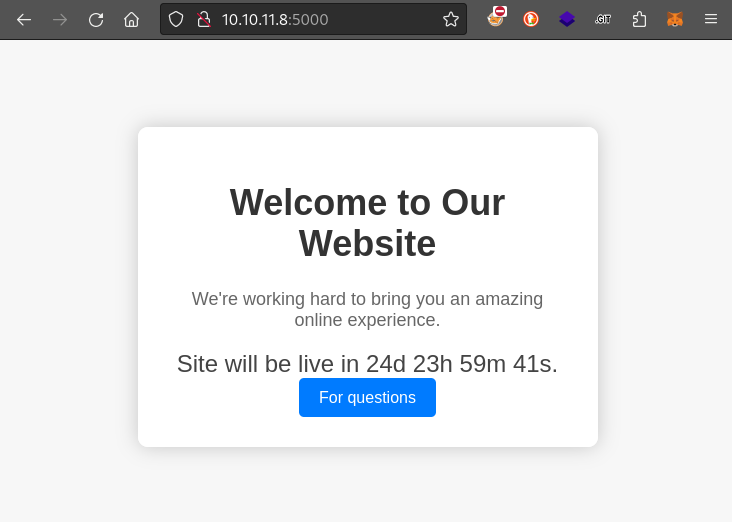 10.10.11.8:5000
.GIT
Welcome to Our
Website
We're working hard to bring you an amazing
online experience.
Site will be live in 24d 23h 59m 41s.
For questions